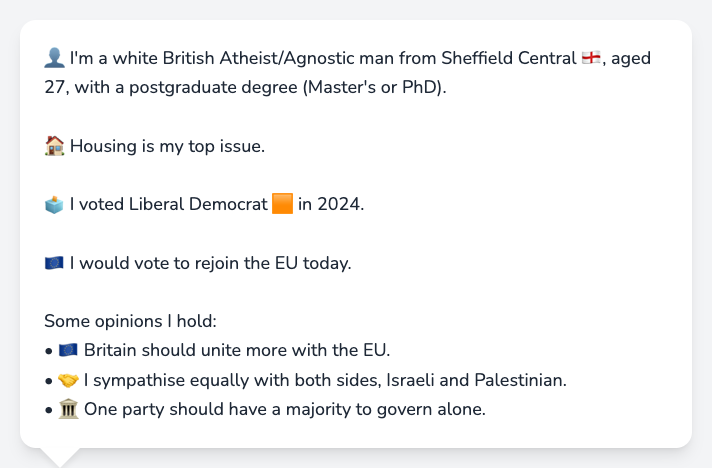 👤 I'm a white British Atheist/Agnostic man from Sheffield Central 🏴󠁧󠁢󠁥󠁮󠁧󠁿, aged
27, with a postgraduate degree (Master's or PhD).
🏠 Housing is my top issue.
🗳️ I voted Liberal Democrat 🟧 in 2024.
🇪🇺 I would vote to rejoin the EU today.
Some opinions I hold:
• 🇪🇺 Britain should unite more with the EU.
• 🤝 I sympathise equally with both sides, Israeli and Palestinian.
• 🏛️ One party should have a majority to govern alone.